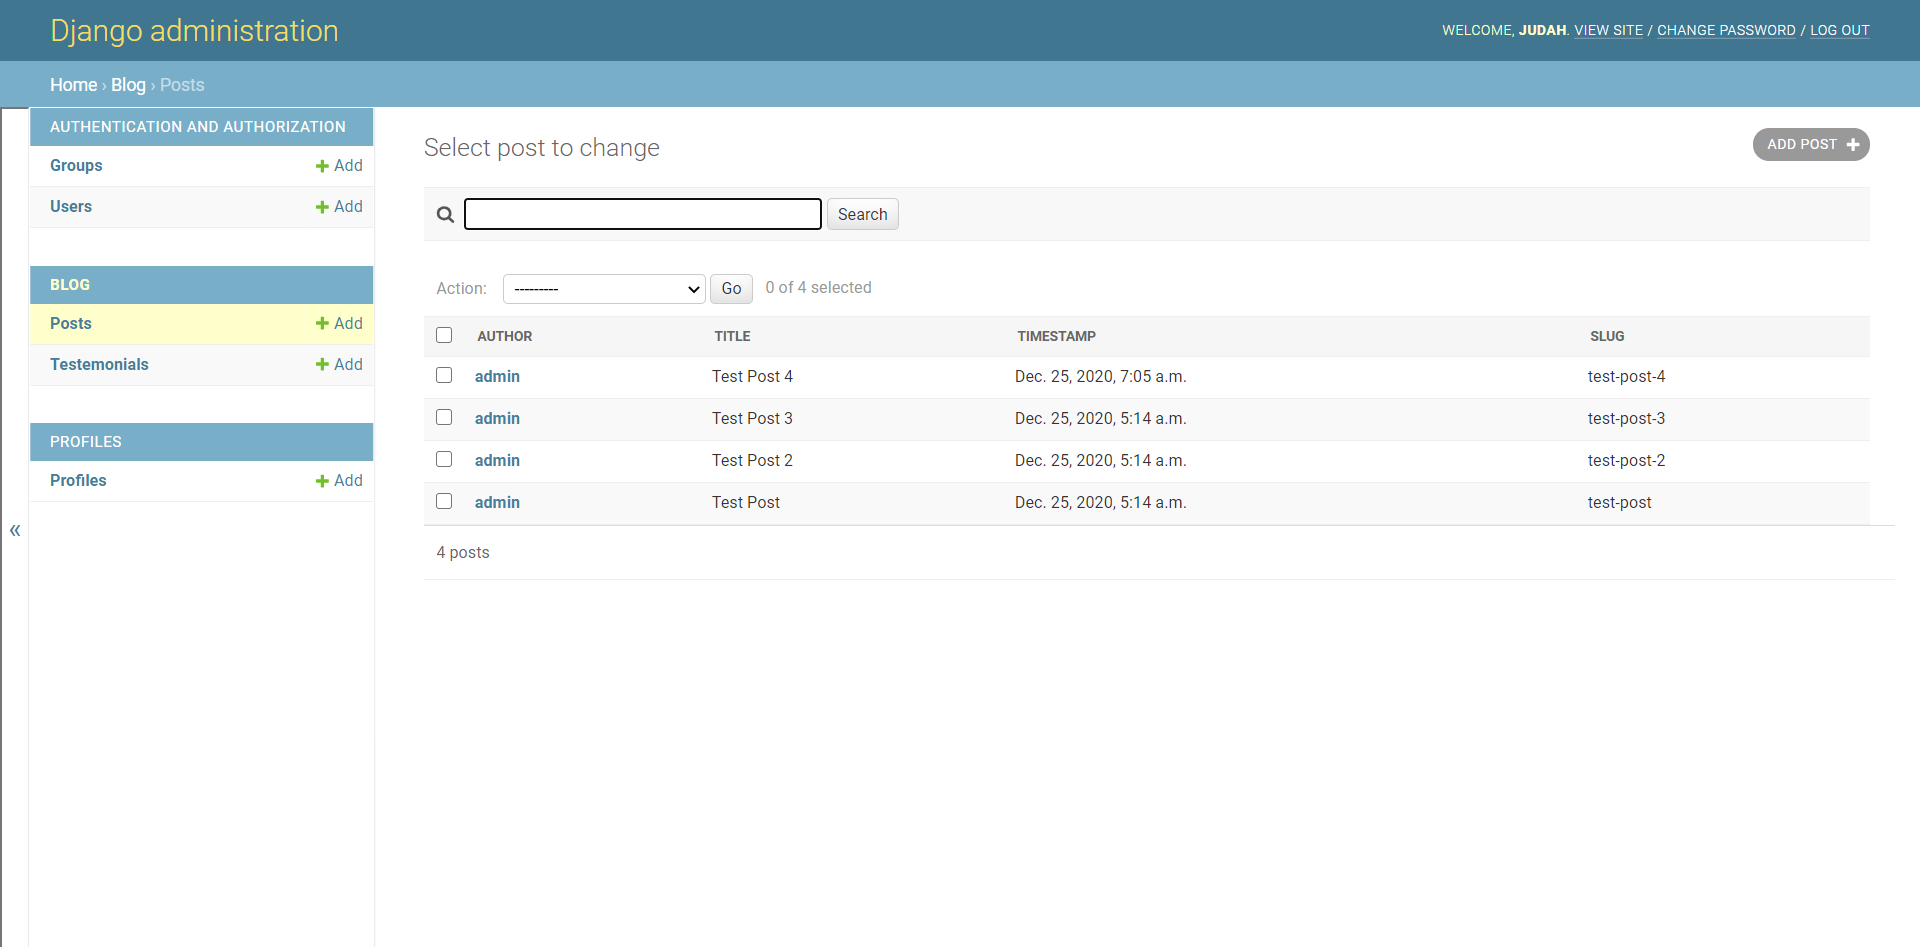 Django administration
WELCOME, JUDAH. VIEW SITE / CHANGE PASSWORD / LOG OUT
Home › Blog › Posts
AUTHENTICATION AND AUTHORIZATION
Groups Add
Users Add
BLOG
Posts Add
Testemonials Add
PROFILES
Profiles Add
«
Select post to change
ADD POST
Search
Action: --------- Go 0 of 4 selected
AUTHOR TITLE TIMESTAMP SLUG
admin Test Post 4 Dec. 25, 2020, 7:05 a.m. test-post-4
admin Test Post 3 Dec. 25, 2020, 5:14 a.m. test-post-3
admin Test Post 2 Dec. 25, 2020, 5:14 a.m. test-post-2
admin Test Post Dec. 25, 2020, 5:14 a.m. test-post
4 posts